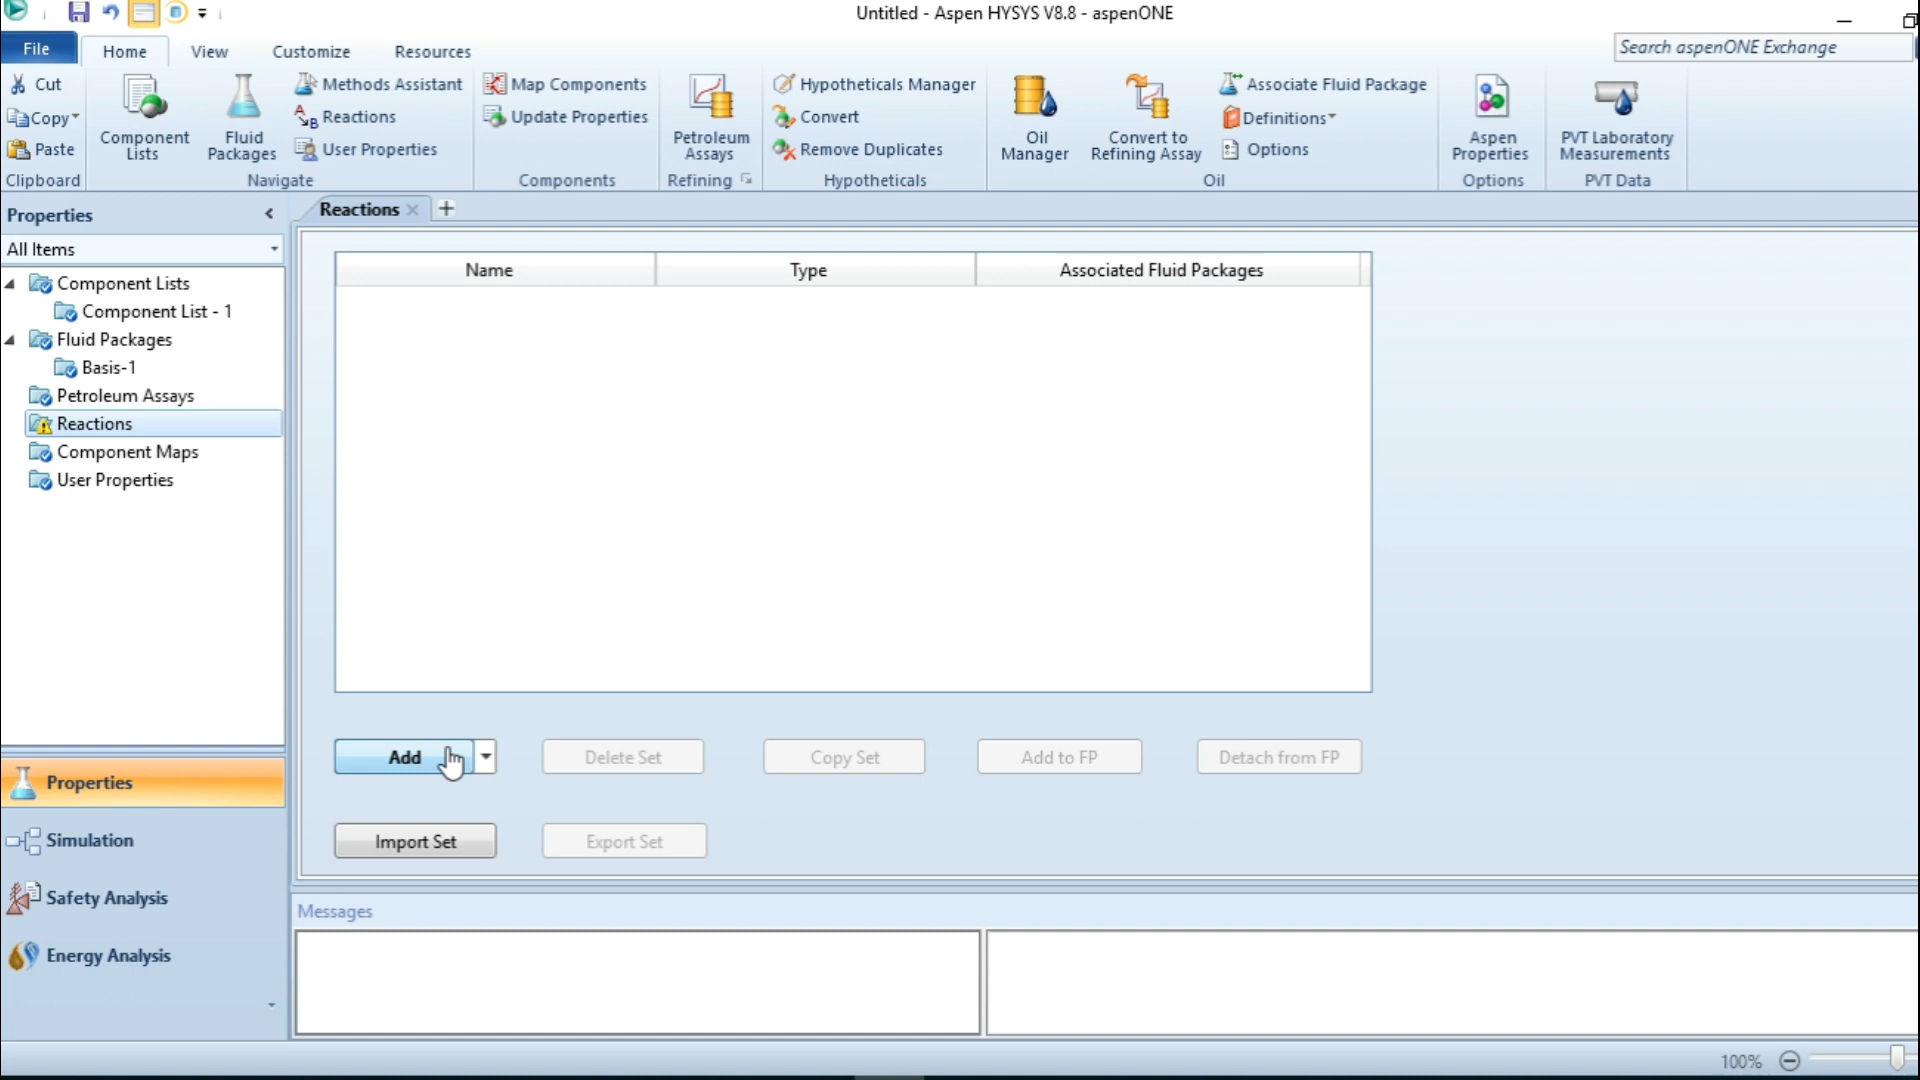 Untitled - Aspen HYSYS V8.8 - aspenONE
File Home View Customize Resources
Search aspenONE Exchange
Cut
Copy
Paste
Clipboard
Component Lists
Fluid Packages
Methods Assistant
Reactions
User Properties
Navigate
Map Components
Update Properties
Components
Petroleum Assays
Refining
Hypotheticals Manager
Convert
Remove Duplicates
Hypotheticals
Oil Manager
Convert to Refining Assay
Associate Fluid Package
Definitions
Options
Oil
Aspen Properties
Options
PVT Laboratory Measurements
PVT Data
Properties
All Items
Component Lists
Component List - 1
Fluid Packages
Basis-1
Petroleum Assays
Reactions
Component Maps
User Properties
Properties
Simulation
Safety Analysis
Energy Analysis
Reactions
Name Type Associated Fluid Packages
Add Delete Set Copy Set Add to FP Detach from FP
Import Set Export Set
Messages
100%